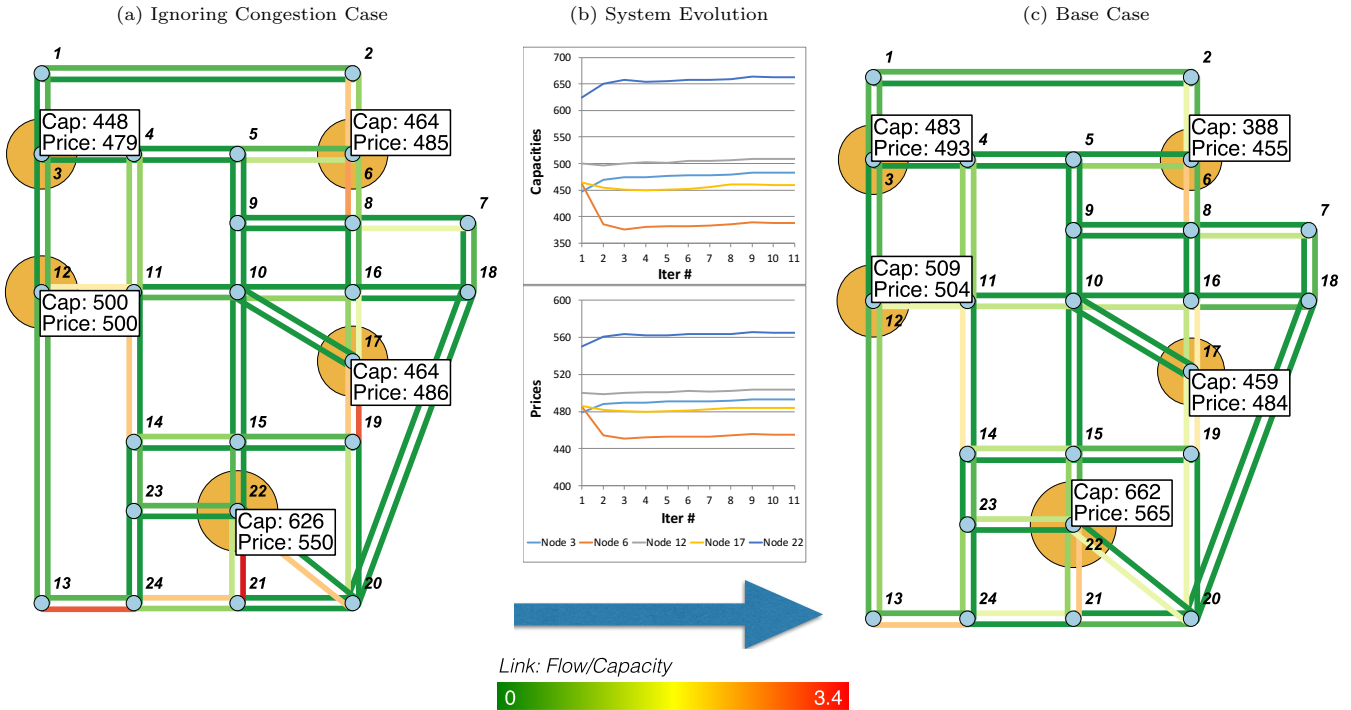 (a) Ignoring Congestion Case
1
2
Cap: 448
Price: 479
4
5
Cap: 464
Price: 485
3
6
9
8
7
12
11
10
16
18
Cap: 500
Price: 500
17
Cap: 464
Price: 486
14
15
19
23
22
Cap: 626
Price: 550
13
24
21
20
(b) System Evolution
700
650
600
550
500
450
400
350
Capacities
1 2 3 4 5 6 7 8 9 10 11
Iter #
600
560
520
480
440
400
Prices
1 2 3 4 5 6 7 8 9 10 11
Iter #
Node 3 Node 6 Node 12 Node 17 Node 22
Link: Flow/Capacity
0 3.4
(c) Base Case
1
2
Cap: 483
Price: 493
4
5
Cap: 388
Price: 455
3
6
9
8
7
Cap: 509
Price: 504
11
10
16
18
12
17
Cap: 459
Price: 484
14
15
19
23
Cap: 662
Price: 565
22
13
24
21
20